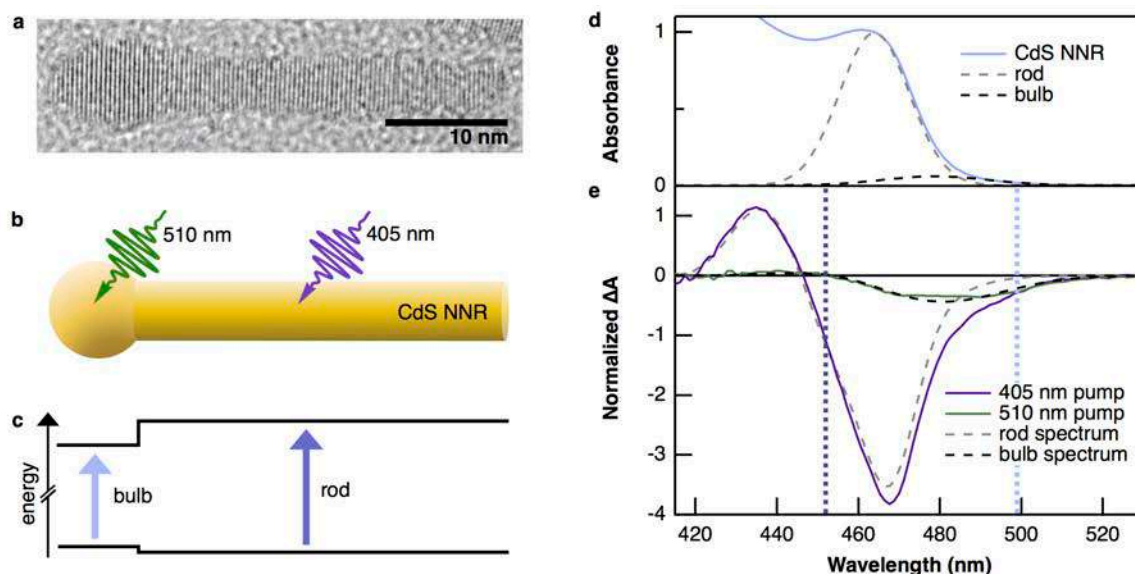 a
10 nm
b
510 nm
405 nm
CdS NNR
c
energy
bulb
rod
d
1
0
Absorbance
CdS NNR
rod
bulb
e
1
0
-1
-2
-3
-4
Normalized ΔA
405 nm pump
510 nm pump
rod spectrum
bulb spectrum
420 440 460 480 500 520
Wavelength (nm)